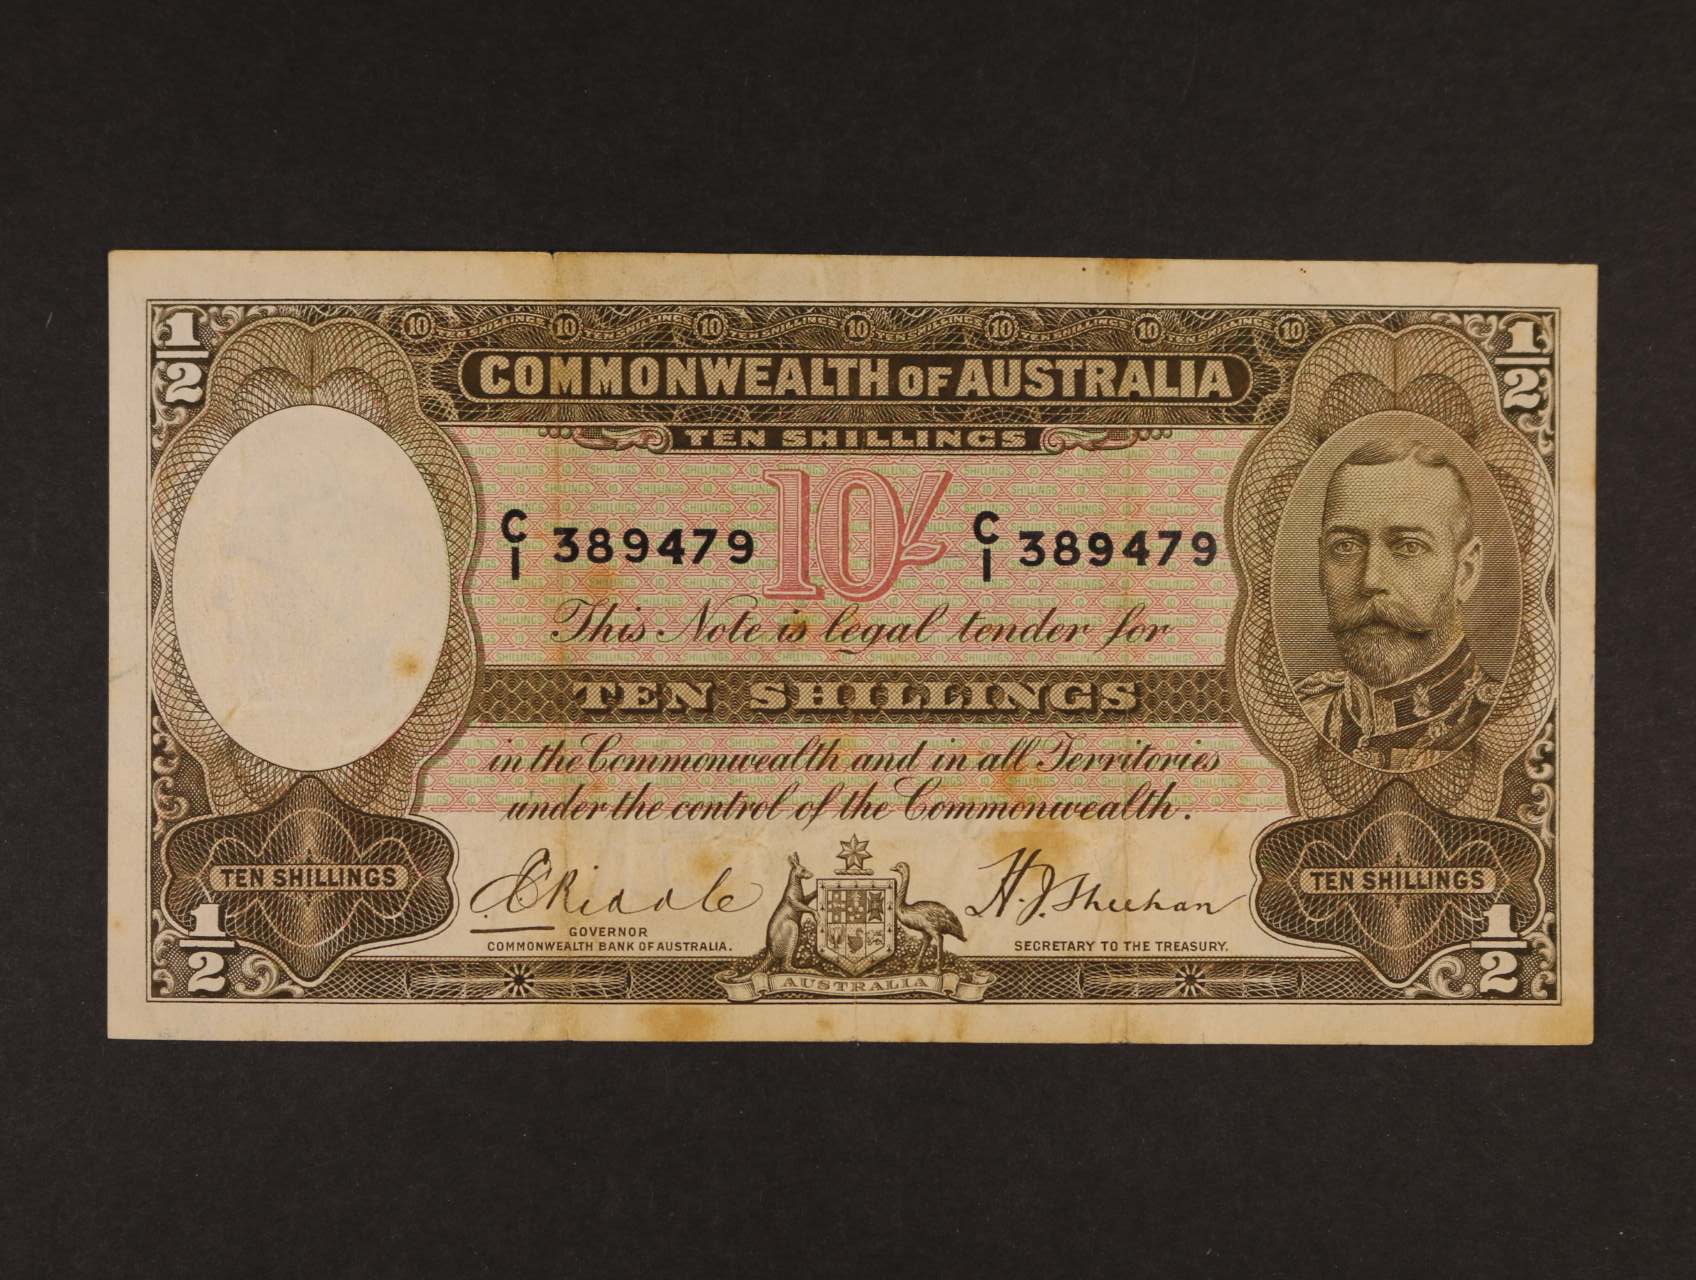 1/2 10 TEN SHILLINGS 10 TEN SHILLINGS 10 TEN SHILLINGS 10 TEN SHILLINGS 10 TEN SHILLINGS 10 TEN SHILLINGS 10 1/2
COMMONWEALTH OF AUSTRALIA
TEN SHILLINGS
10/-
C/1 389479 C/1 389479
This Note is legal tender for
TEN SHILLINGS
in the Commonwealth and in all Territories
under the control of the Commonwealth.
TEN SHILLINGS TEN SHILLINGS
E Riddle H.J. Sheehan
GOVERNOR
COMMONWEALTH BANK OF AUSTRALIA. SECRETARY TO THE TREASURY.
1/2 AUSTRALIA 1/2